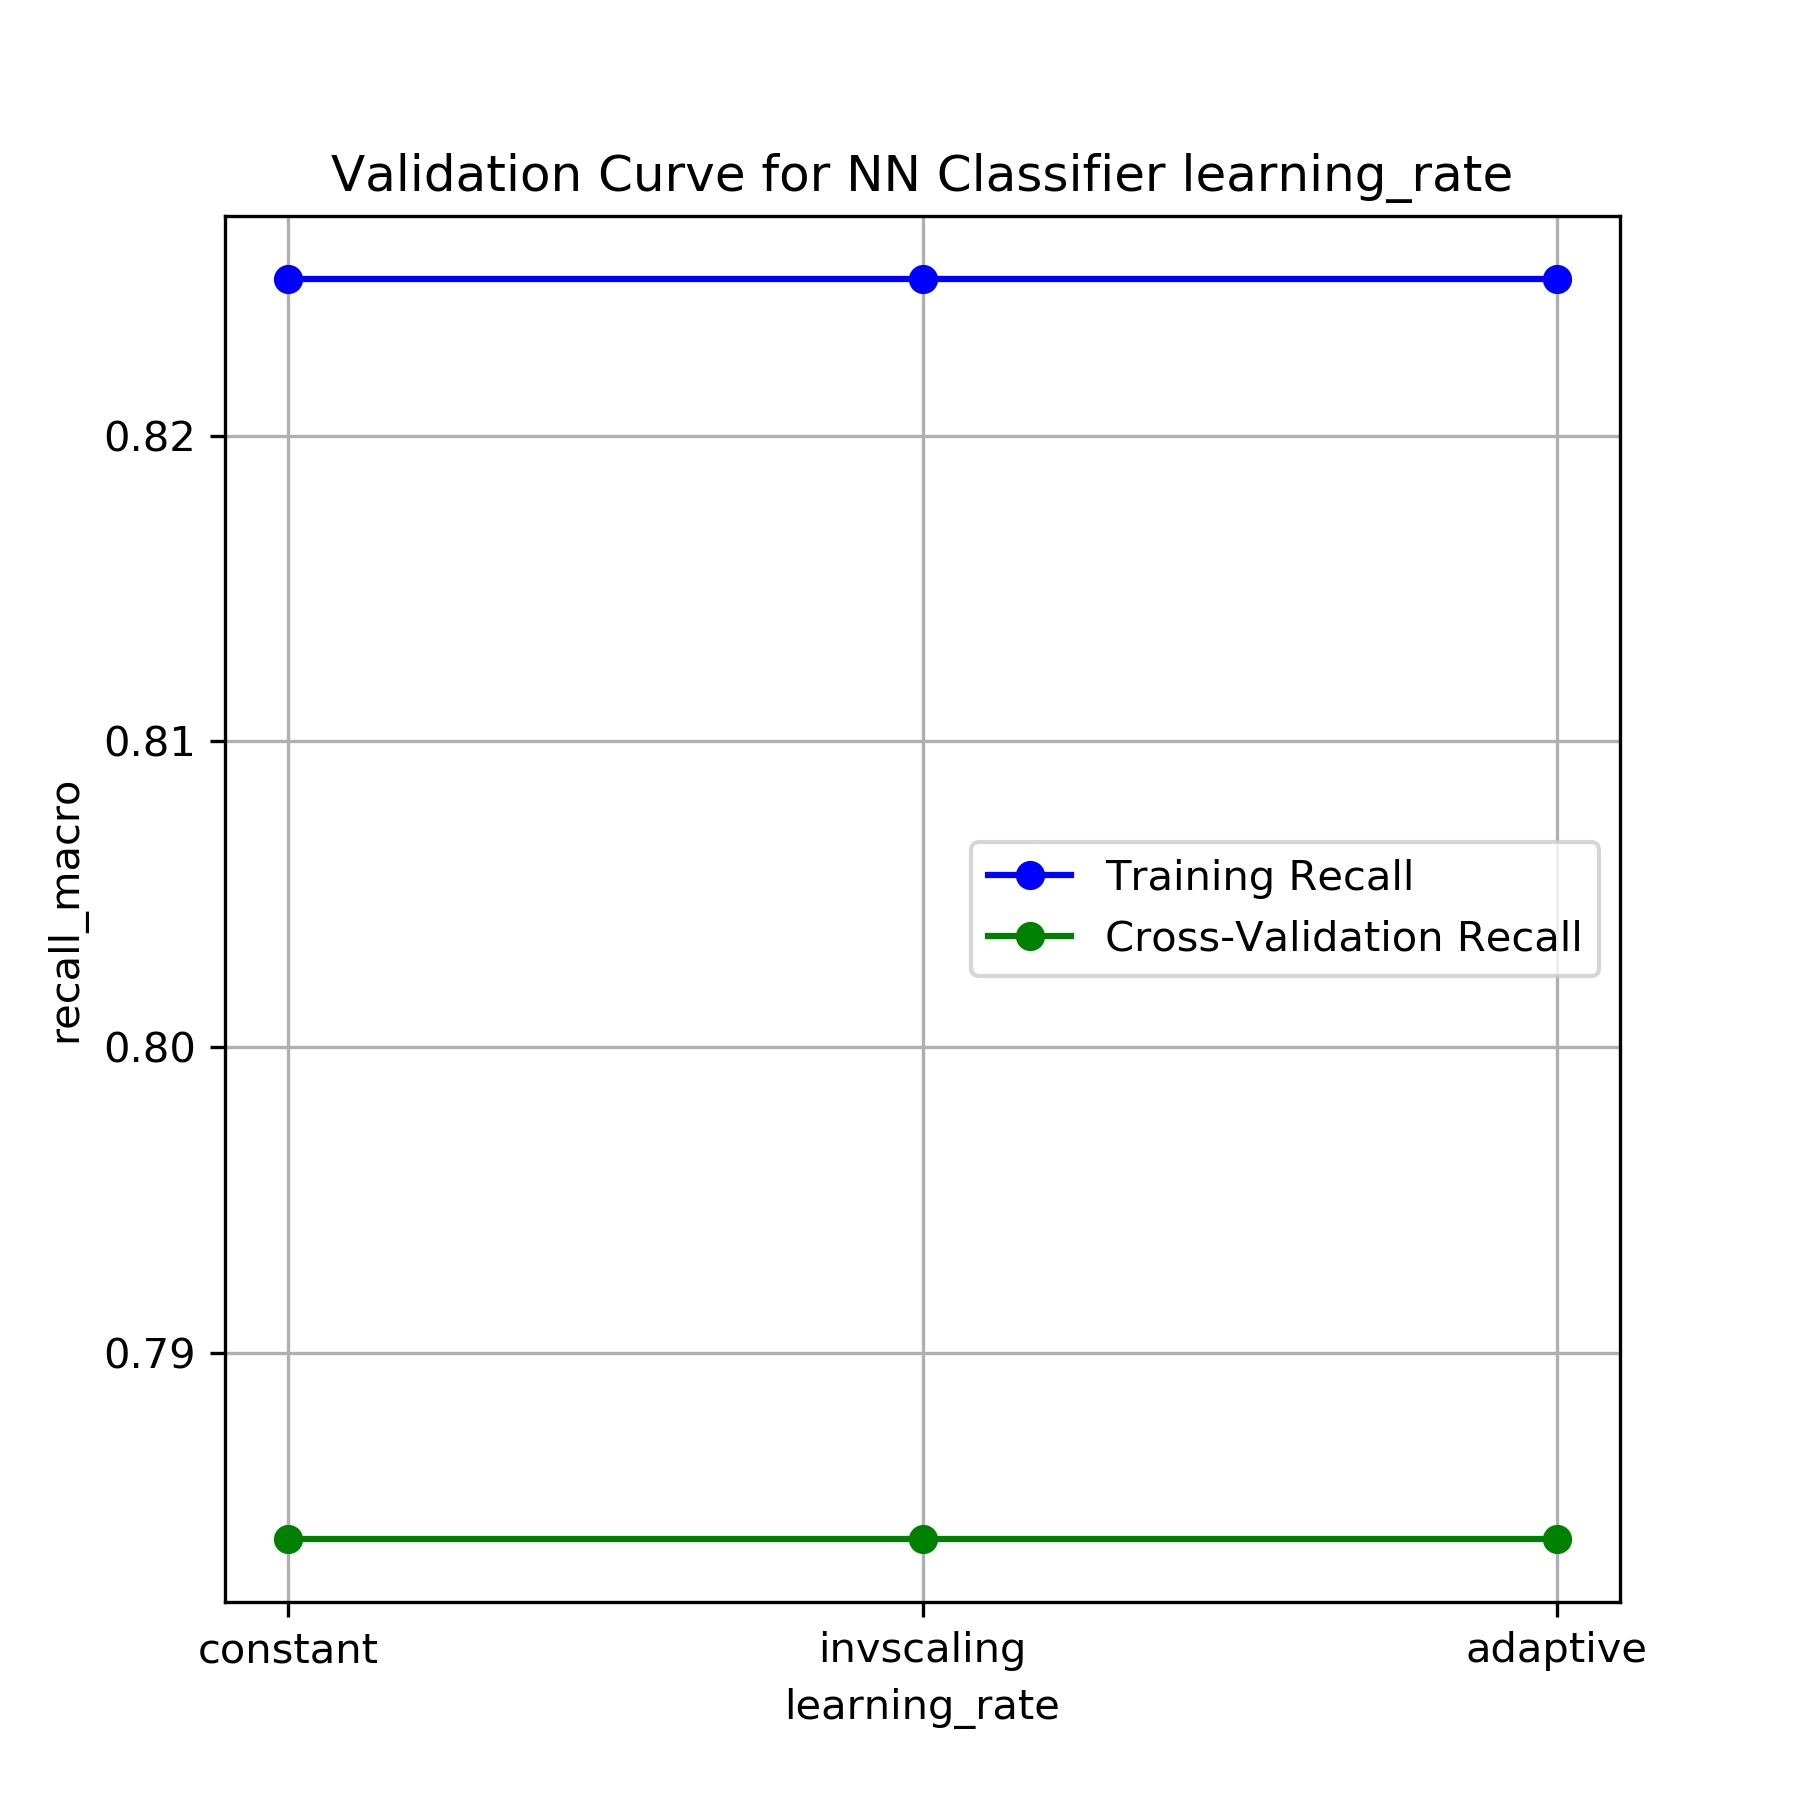 Validation Curve for NN Classifier learning_rate
0.82
0.81
0.80
0.79
recall_macro
Training Recall
Cross-Validation Recall
constant
invscaling
adaptive
learning_rate